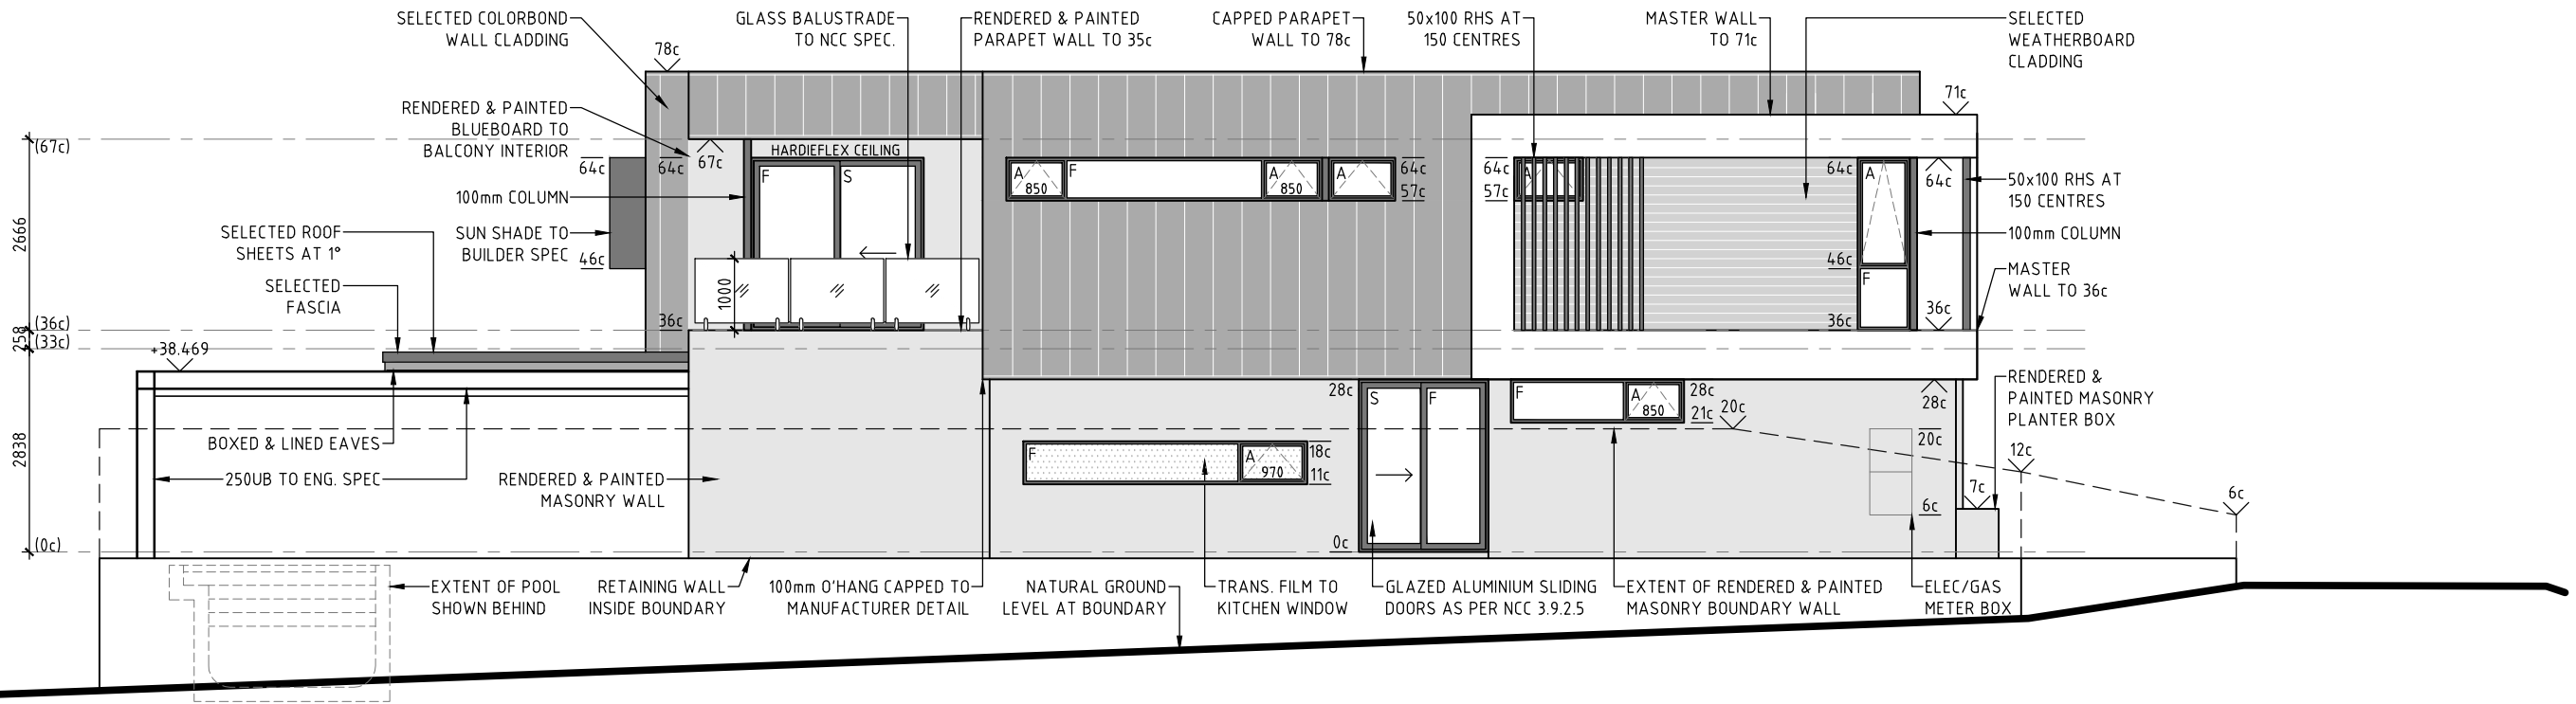 SELECTED COLORBOND
WALL CLADDING
GLASS BALUSTRADE
TO NCC SPEC.
RENDERED & PAINTED
PARAPET WALL TO 35c
CAPPED PARAPET
WALL TO 78c
50x100 RHS AT
150 CENTRES
MASTER WALL
TO 71c
SELECTED
WEATHERBOARD
CLADDING
78c
71c
RENDERED & PAINTED
BLUEBOARD TO
BALCONY INTERIOR
(67c)
67c
HARDIEFLEX CEILING
64c
64c
F
S
A
850
F
A
850
A
64c
57c
64c
57c
A
64c
A
64c
50x100 RHS AT
150 CENTRES
100mm COLUMN
2666
SELECTED ROOF
SHEETS AT 1°
SUN SHADE TO
BUILDER SPEC
46c
100mm COLUMN
46c
F
SELECTED
FASCIA
1000
MASTER
WALL TO 36c
(36c)
36c
36c
36c
258
(33c)
+38.469
28c
S
F
F
A
850
28c
21c
20c
28c
RENDERED &
PAINTED MASONRY
PLANTER BOX
2838
BOXED & LINED EAVES
250UB TO ENG. SPEC
RENDERED & PAINTED
MASONRY WALL
F
A
970
18c
11c
20c
6c
12c
7c
6c
(0c)
0c
EXTENT OF POOL
SHOWN BEHIND
RETAINING WALL
INSIDE BOUNDARY
100mm O'HANG CAPPED TO
MANUFACTURER DETAIL
NATURAL GROUND
LEVEL AT BOUNDARY
TRANS. FILM TO
KITCHEN WINDOW
GLAZED ALUMINIUM SLIDING
DOORS AS PER NCC 3.9.2.5
EXTENT OF RENDERED & PAINTED
MASONRY BOUNDARY WALL
ELEC/GAS
METER BOX